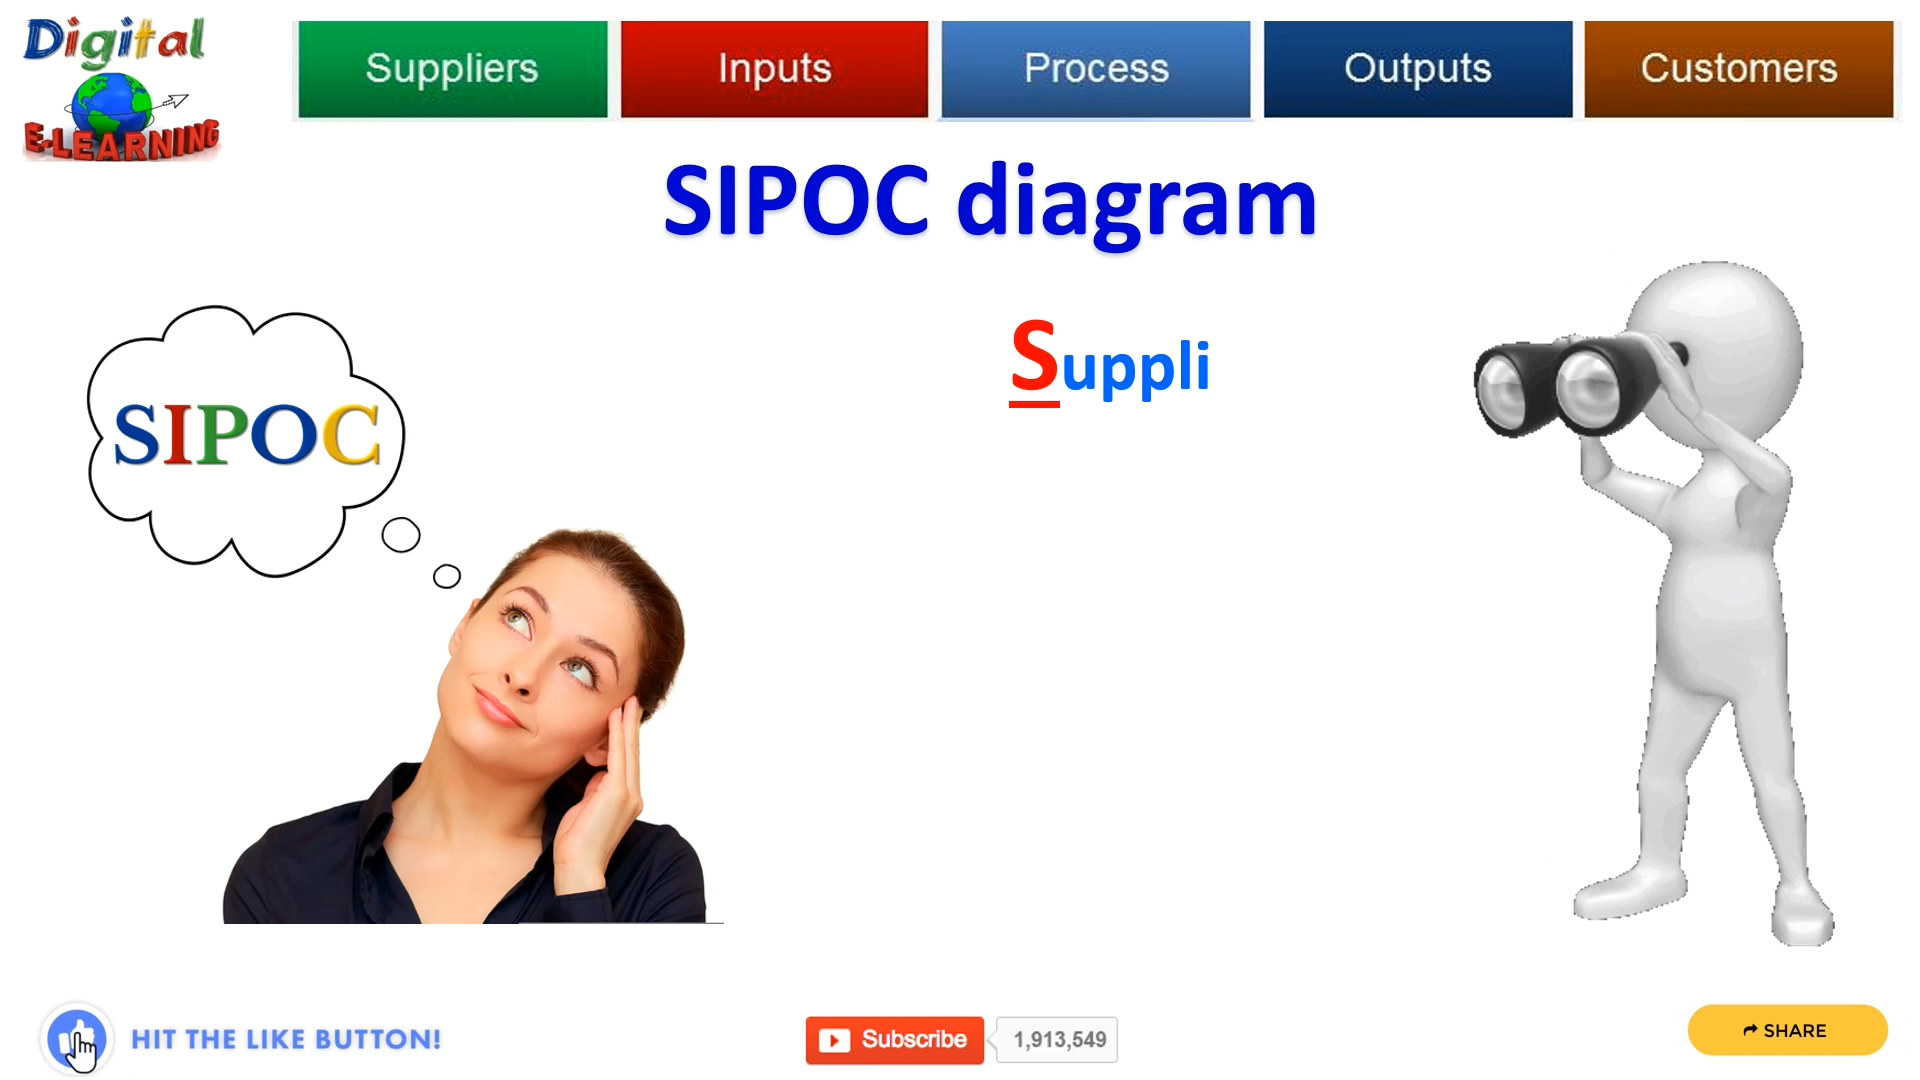 Digital
E-LEARNING
Suppliers
Inputs
Process
Outputs
Customers
SIPOC diagram
Suppli
SIPOC
HIT THE LIKE BUTTON!
Subscribe
1,913,549
SHARE